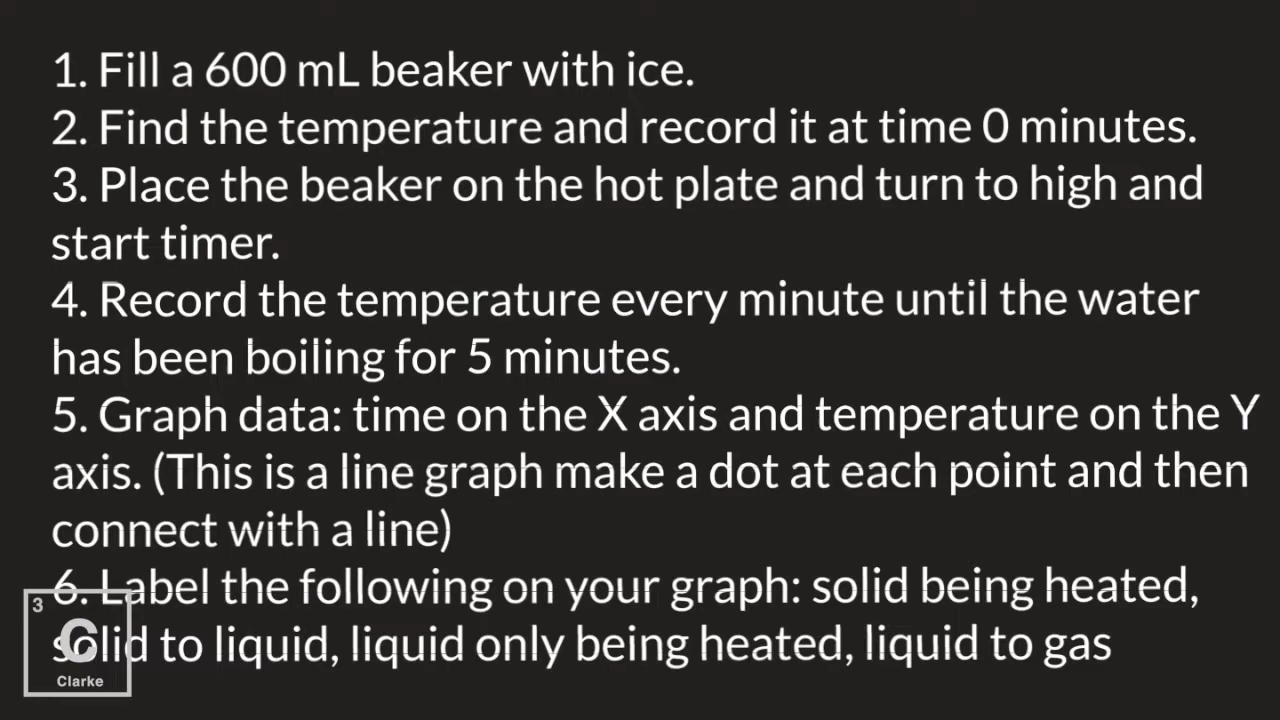 1. Fill a 600 mL beaker with ice.
2. Find the temperature and record it at time 0 minutes.
3. Place the beaker on the hot plate and turn to high and
start timer.
4. Record the temperature every minute until the water
has been boiling for 5 minutes.
5. Graph data: time on the X axis and temperature on the Y
axis. (This is a line graph make a dot at each point and then
connect with a line)
6. Label the following on your graph: solid being heated,
solid to liquid, liquid only being heated, liquid to gas
3
C
Clarke